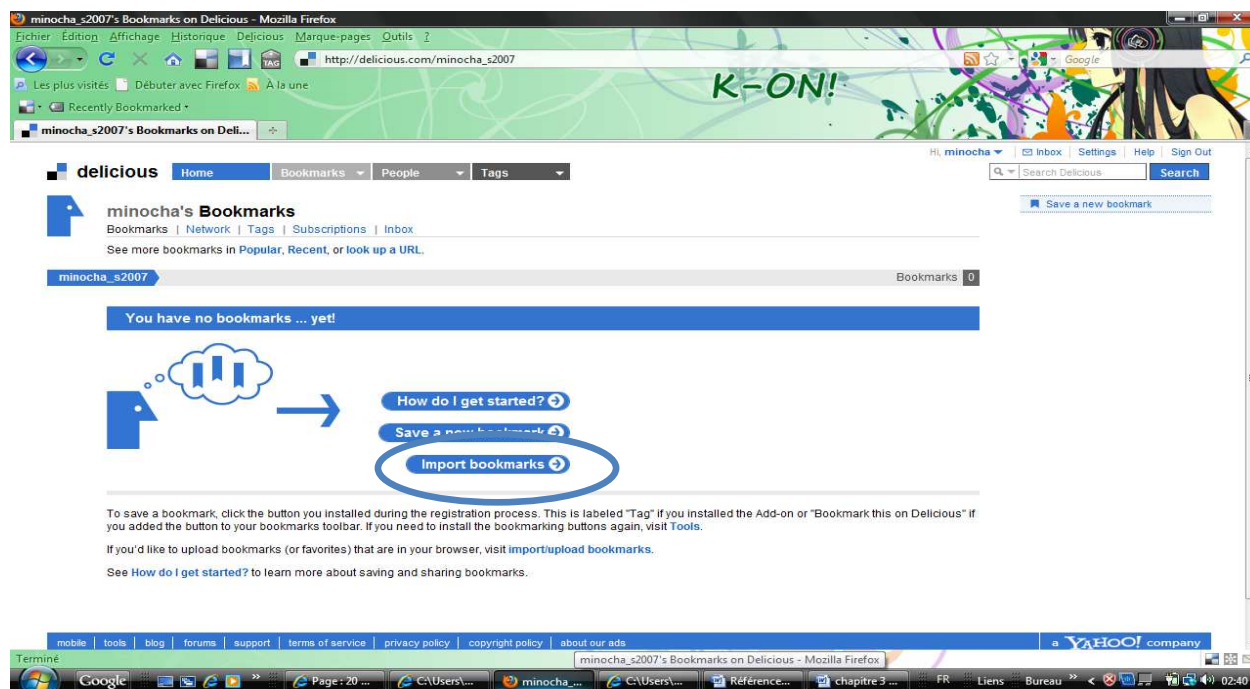 minocha_s2007's Bookmarks on Delicious - Mozilla Firefox
Fichier Édition Affichage Historique Delicious Marque-pages Outils ?
TAG http://delicious.com/minocha_s2007 Google
Les plus visités Débuter avec Firefox À la une
K-ON!
Recently Bookmarked
minocha_s2007's Bookmarks on Deli...
Hi, minocha Inbox Settings Help Sign Out
delicious Home Bookmarks People Tags Search Delicious Search
minocha's Bookmarks Save a new bookmark
Bookmarks | Network | Tags | Subscriptions | Inbox
See more bookmarks in Popular, Recent, or look up a URL.
minocha_s2007 Bookmarks 0
You have no bookmarks ... yet!
How do I get started?
Save a new bookmark
Import bookmarks
To save a bookmark, click the button you installed during the registration process. This is labeled "Tag" if you installed the Add-on or "Bookmark this on Delicious" if
you added the button to your bookmarks toolbar. If you need to install the bookmarking buttons again, visit Tools.
If you'd like to upload bookmarks (or favorites) that are in your browser, visit import/upload bookmarks.
See How do I get started? to learn more about saving and sharing bookmarks.
mobile | tools | blog | forums | support | terms of service | privacy policy | copyright policy | about our ads a YAHOO! company
Terminé minocha_s2007's Bookmarks on Delicious - Mozilla Firefox
Google » Page : 20 ... C:\Users\... minocha_... C:\Users\... Référence... chapitre 3 ... FR Liens Bureau » < 02:40